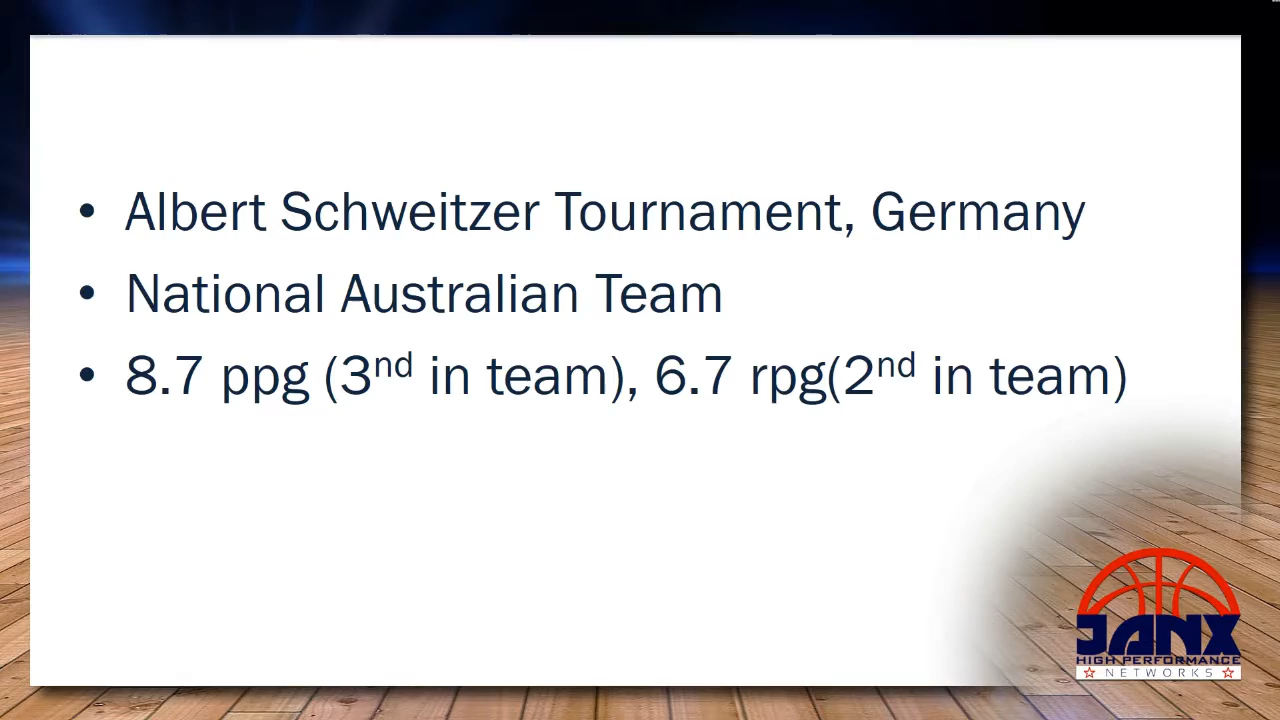 • Albert Schweitzer Tournament, Germany
• National Australian Team
• 8.7 ppg (3nd in team), 6.7 rpg(2nd in team)
JANX
HIGH PERFORMANCE
NETWORKS